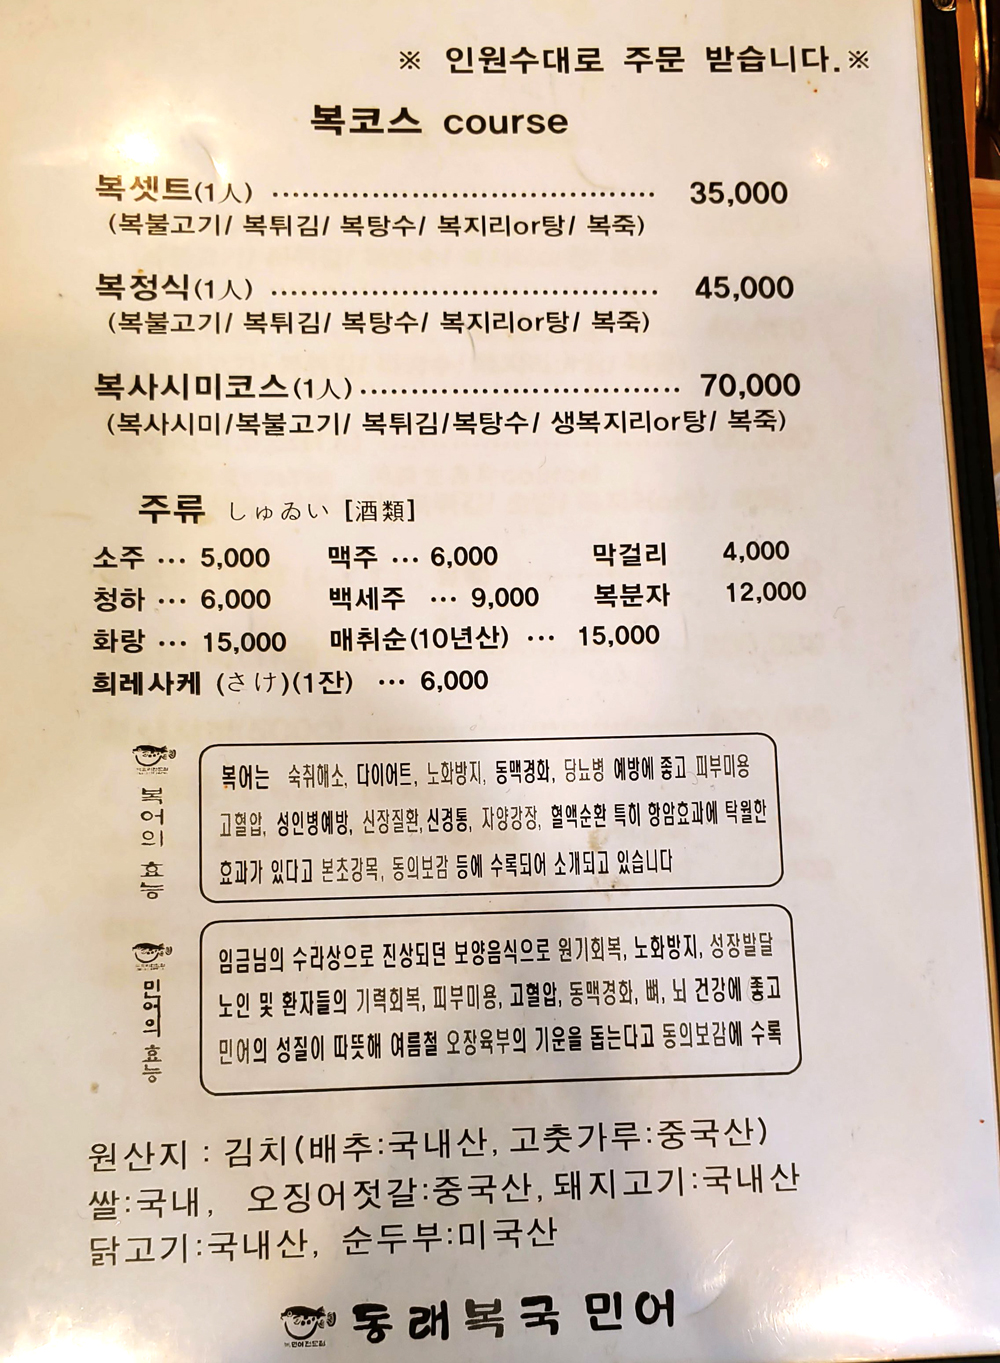 ※ 인원수대로 주문 받습니다.※
복코스 course
복셋트(1人) ······································ 35,000
(복불고기/ 복튀김/ 복탕수/ 복지리or탕/ 복죽)
복정식(1人) ······································ 45,000
(복불고기/ 복튀김/ 복탕수/ 복지리or탕/ 복죽)
복사시미코스(1人)································ 70,000
(복사시미/복불고기/ 복튀김/복탕수/ 생복지리or탕/ 복죽)
주류 しゅゐい [酒類]
소주 ··· 5,000 맥주 ··· 6,000 막걸리 4,000
청하 ··· 6,000 백세주 ··· 9,000 복분자 12,000
화랑 ··· 15,000 매취순(10년산) ··· 15,000
희레사케 (さけ)(1잔) ··· 6,000
복어의 효능
복어는 숙취해소, 다이어트, 노화방지, 동맥경화, 당뇨병 예방에 좋고 피부미용
고혈압, 성인병예방, 신장질환,신경통, 자양강장, 혈액순환 특히 항암효과에 탁월한
효과가 있다고 본초강목, 동의보감 등에 수록되어 소개되고 있습니다
민어의 효능
임금님의 수라상으로 진상되던 보양음식으로 원기회복, 노화방지, 성장발달
노인 및 환자들의 기력회복, 피부미용, 고혈압, 동맥경화, 뼈, 뇌 건강에 좋고
민어의 성질이 따뜻해 여름철 오장육부의 기운을 돕는다고 동의보감에 수록
원산지 : 김치(배추:국내산, 고춧가루:중국산)
쌀:국내, 오징어젓갈:중국산, 돼지고기:국내산
닭고기:국내산, 순두부:미국산
동래복국 민어